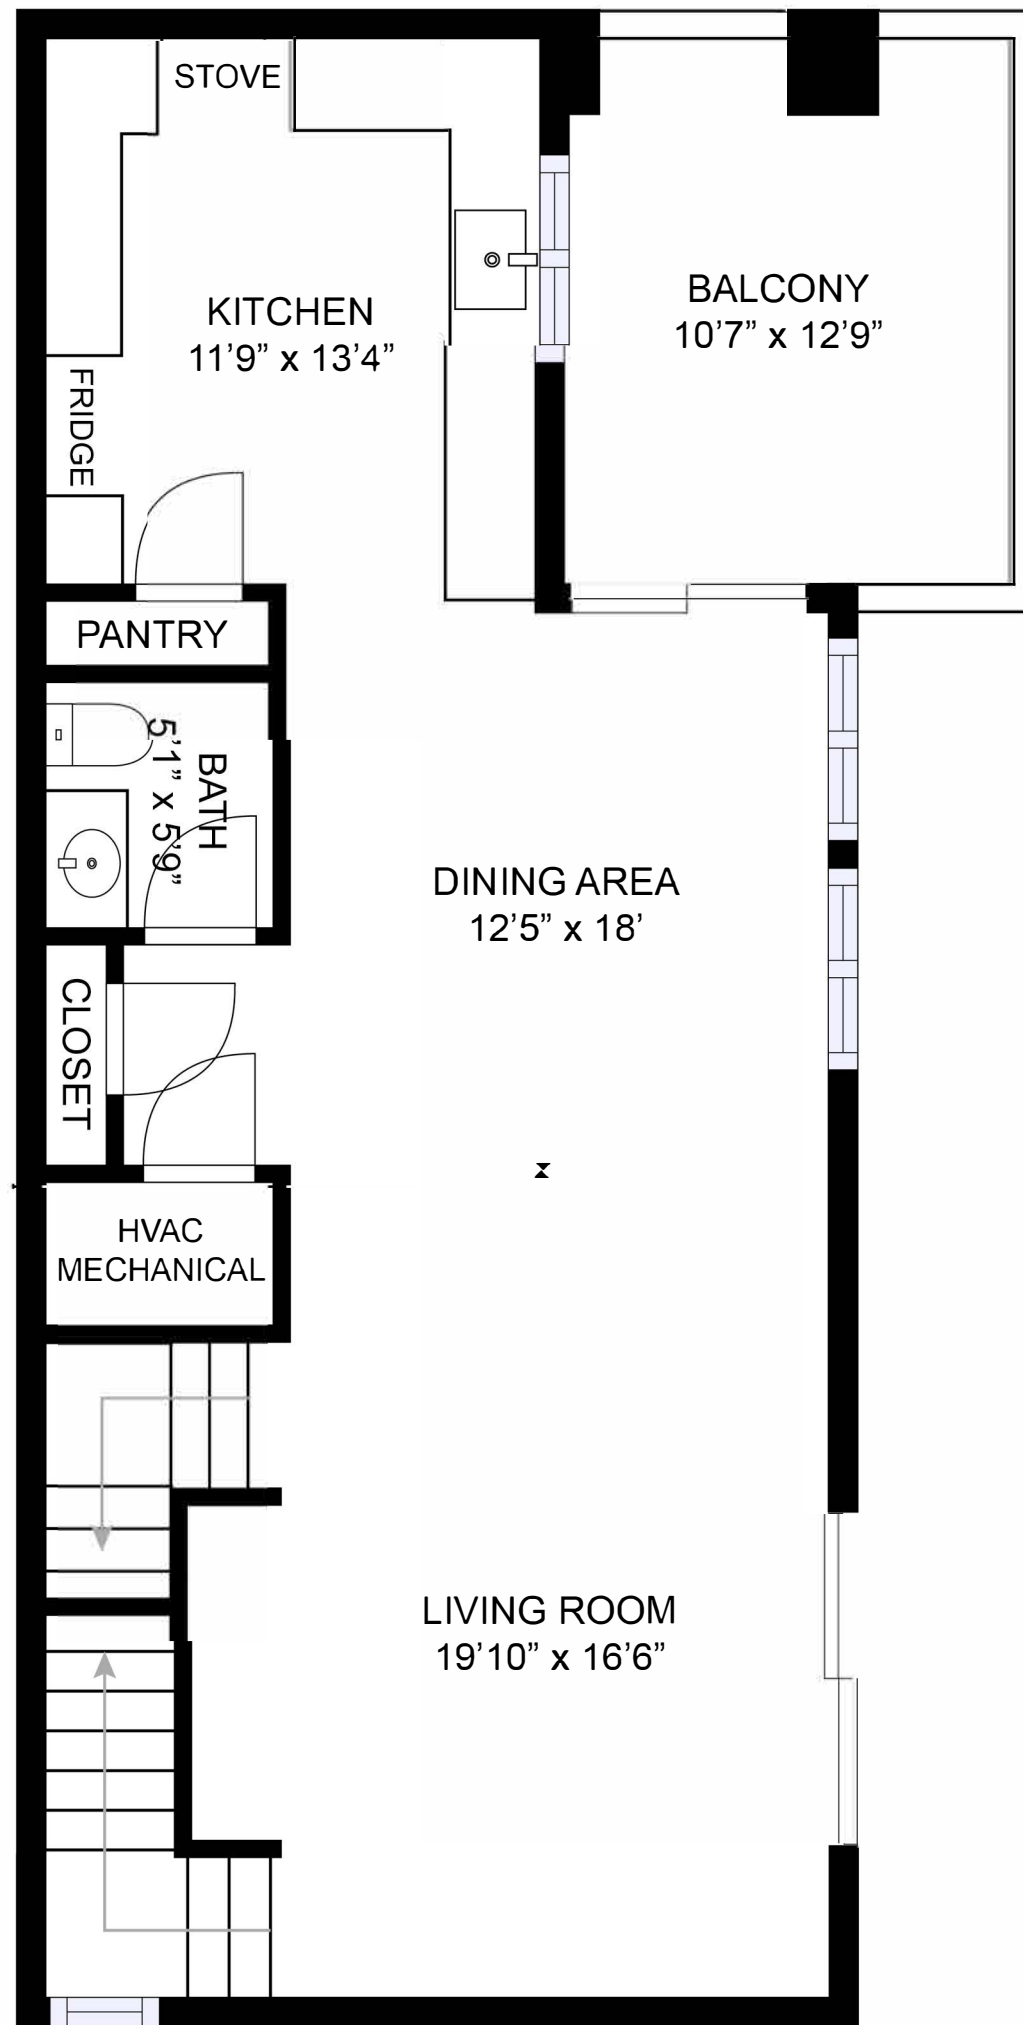 STOVE
KITCHEN
11’9” x 13’4”
BALCONY
10’7” x 12’9”
FRIDGE
PANTRY
BATH
5’1” x 5’9”
DINING AREA
12’5” x 18’
CLOSET
HVAC
MECHANICAL
LIVING ROOM
19’10” x 16’6”